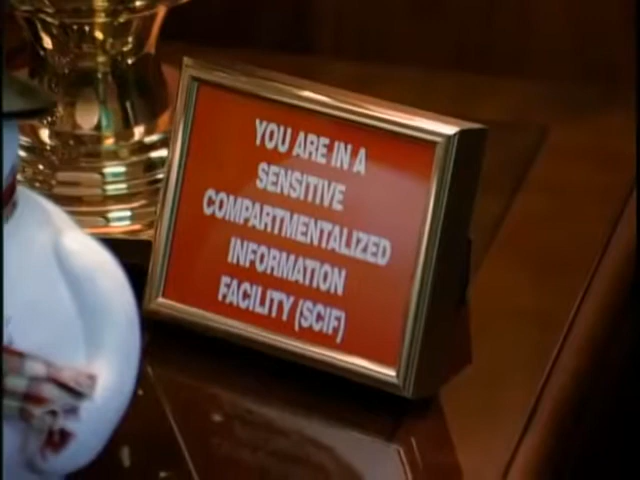 YOU ARE IN A
SENSITIVE
COMPARTMENTALIZED
INFORMATION
FACILITY (SCIF)